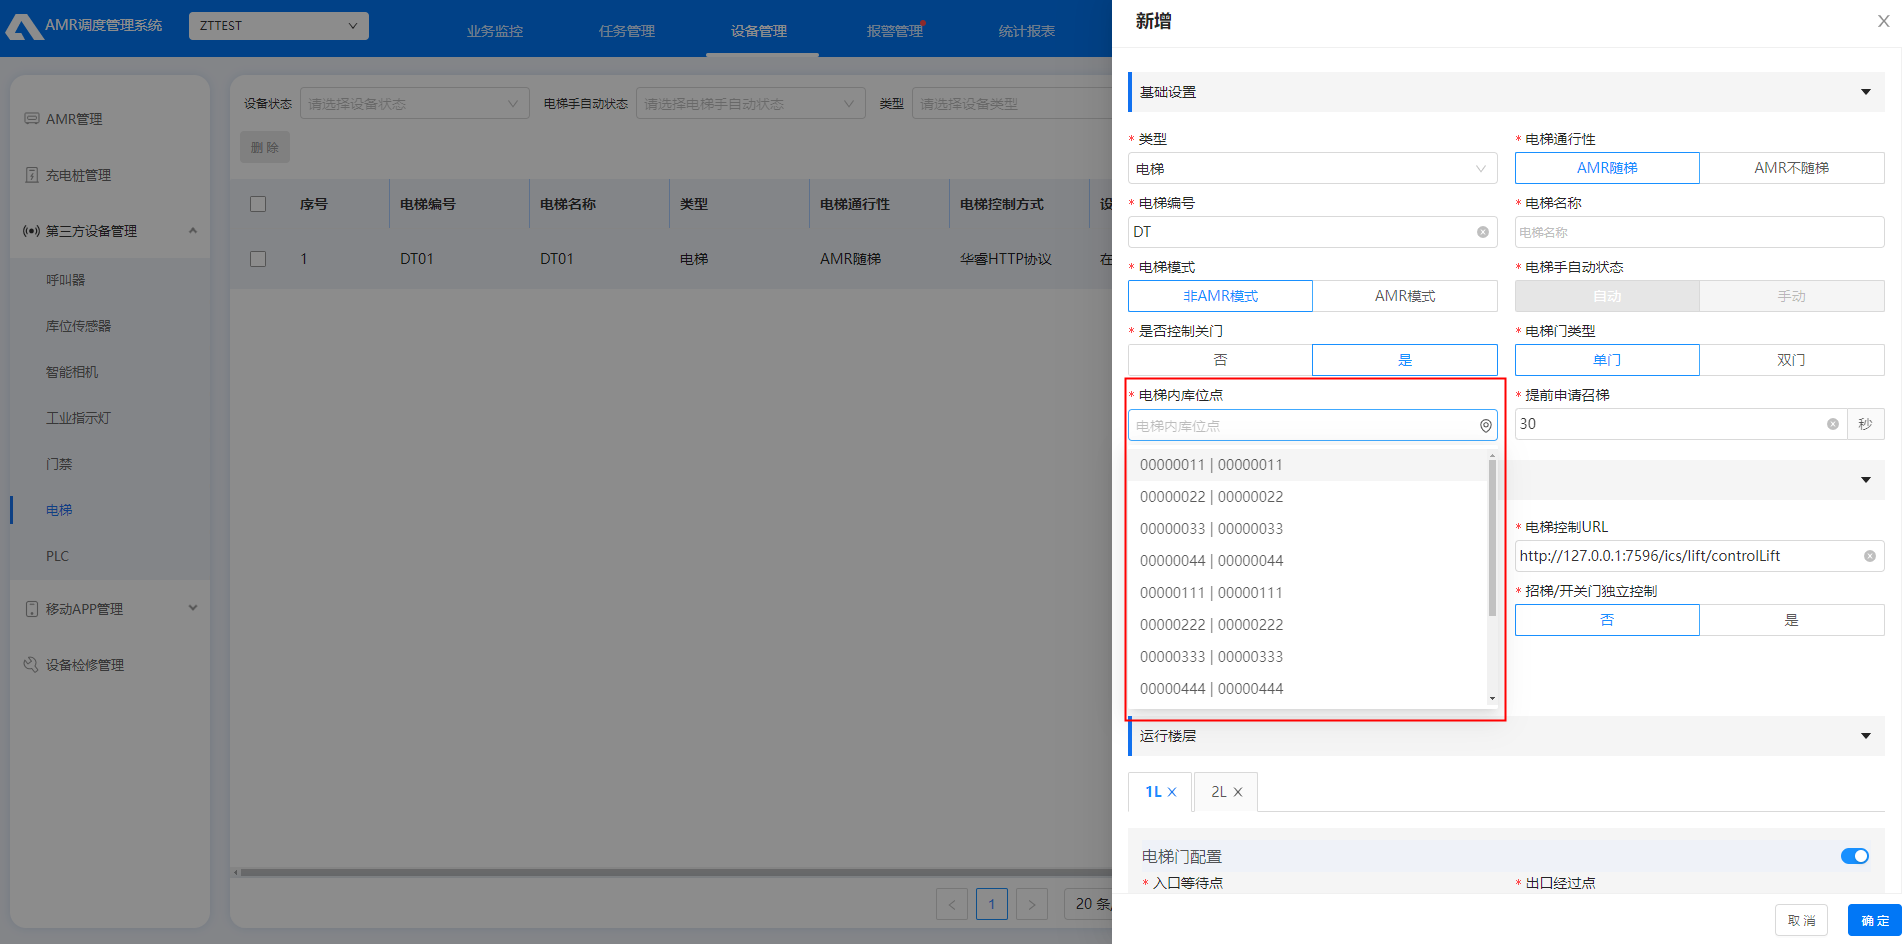 AMR调度管理系统
ZTTEST
业务监控
任务管理
设备管理
报警管理
统计报表
AMR管理
充电桩管理
第三方设备管理
呼叫器
库位传感器
智能相机
工业指示灯
门禁
电梯
PLC
移动APP管理
设备检修管理
设备状态 请选择设备状态 电梯手自动状态 请选择电梯手自动状态 类型 请选择设备类型
删 除
序号 电梯编号 电梯名称 类型 电梯通行性 电梯控制方式 设
1 DT01 DT01 电梯 AMR随梯 华睿HTTP协议 在
< 1 > 20 条/
新增
基础设置
* 类型 * 电梯通行性
电梯 AMR随梯 AMR不随梯
* 电梯编号 * 电梯名称
DT 电梯名称
* 电梯模式 * 电梯手自动状态
非AMR模式 AMR模式 自动 手动
* 是否控制关门 * 电梯门类型
否 是 单门 双门
* 电梯内库位点 * 提前申请召梯
电梯内库位点 30 秒
00000011 | 00000011
00000022 | 00000022
00000033 | 00000033
00000044 | 00000044
00000111 | 00000111
00000222 | 00000222
00000333 | 00000333
00000444 | 00000444
* 电梯控制URL
http://127.0.0.1:7596/ics/lift/controlLift
* 招梯/开关门独立控制
否 是
运行楼层
1L 2L
电梯门配置
* 入口等待点 * 出口经过点
取 消 确 定